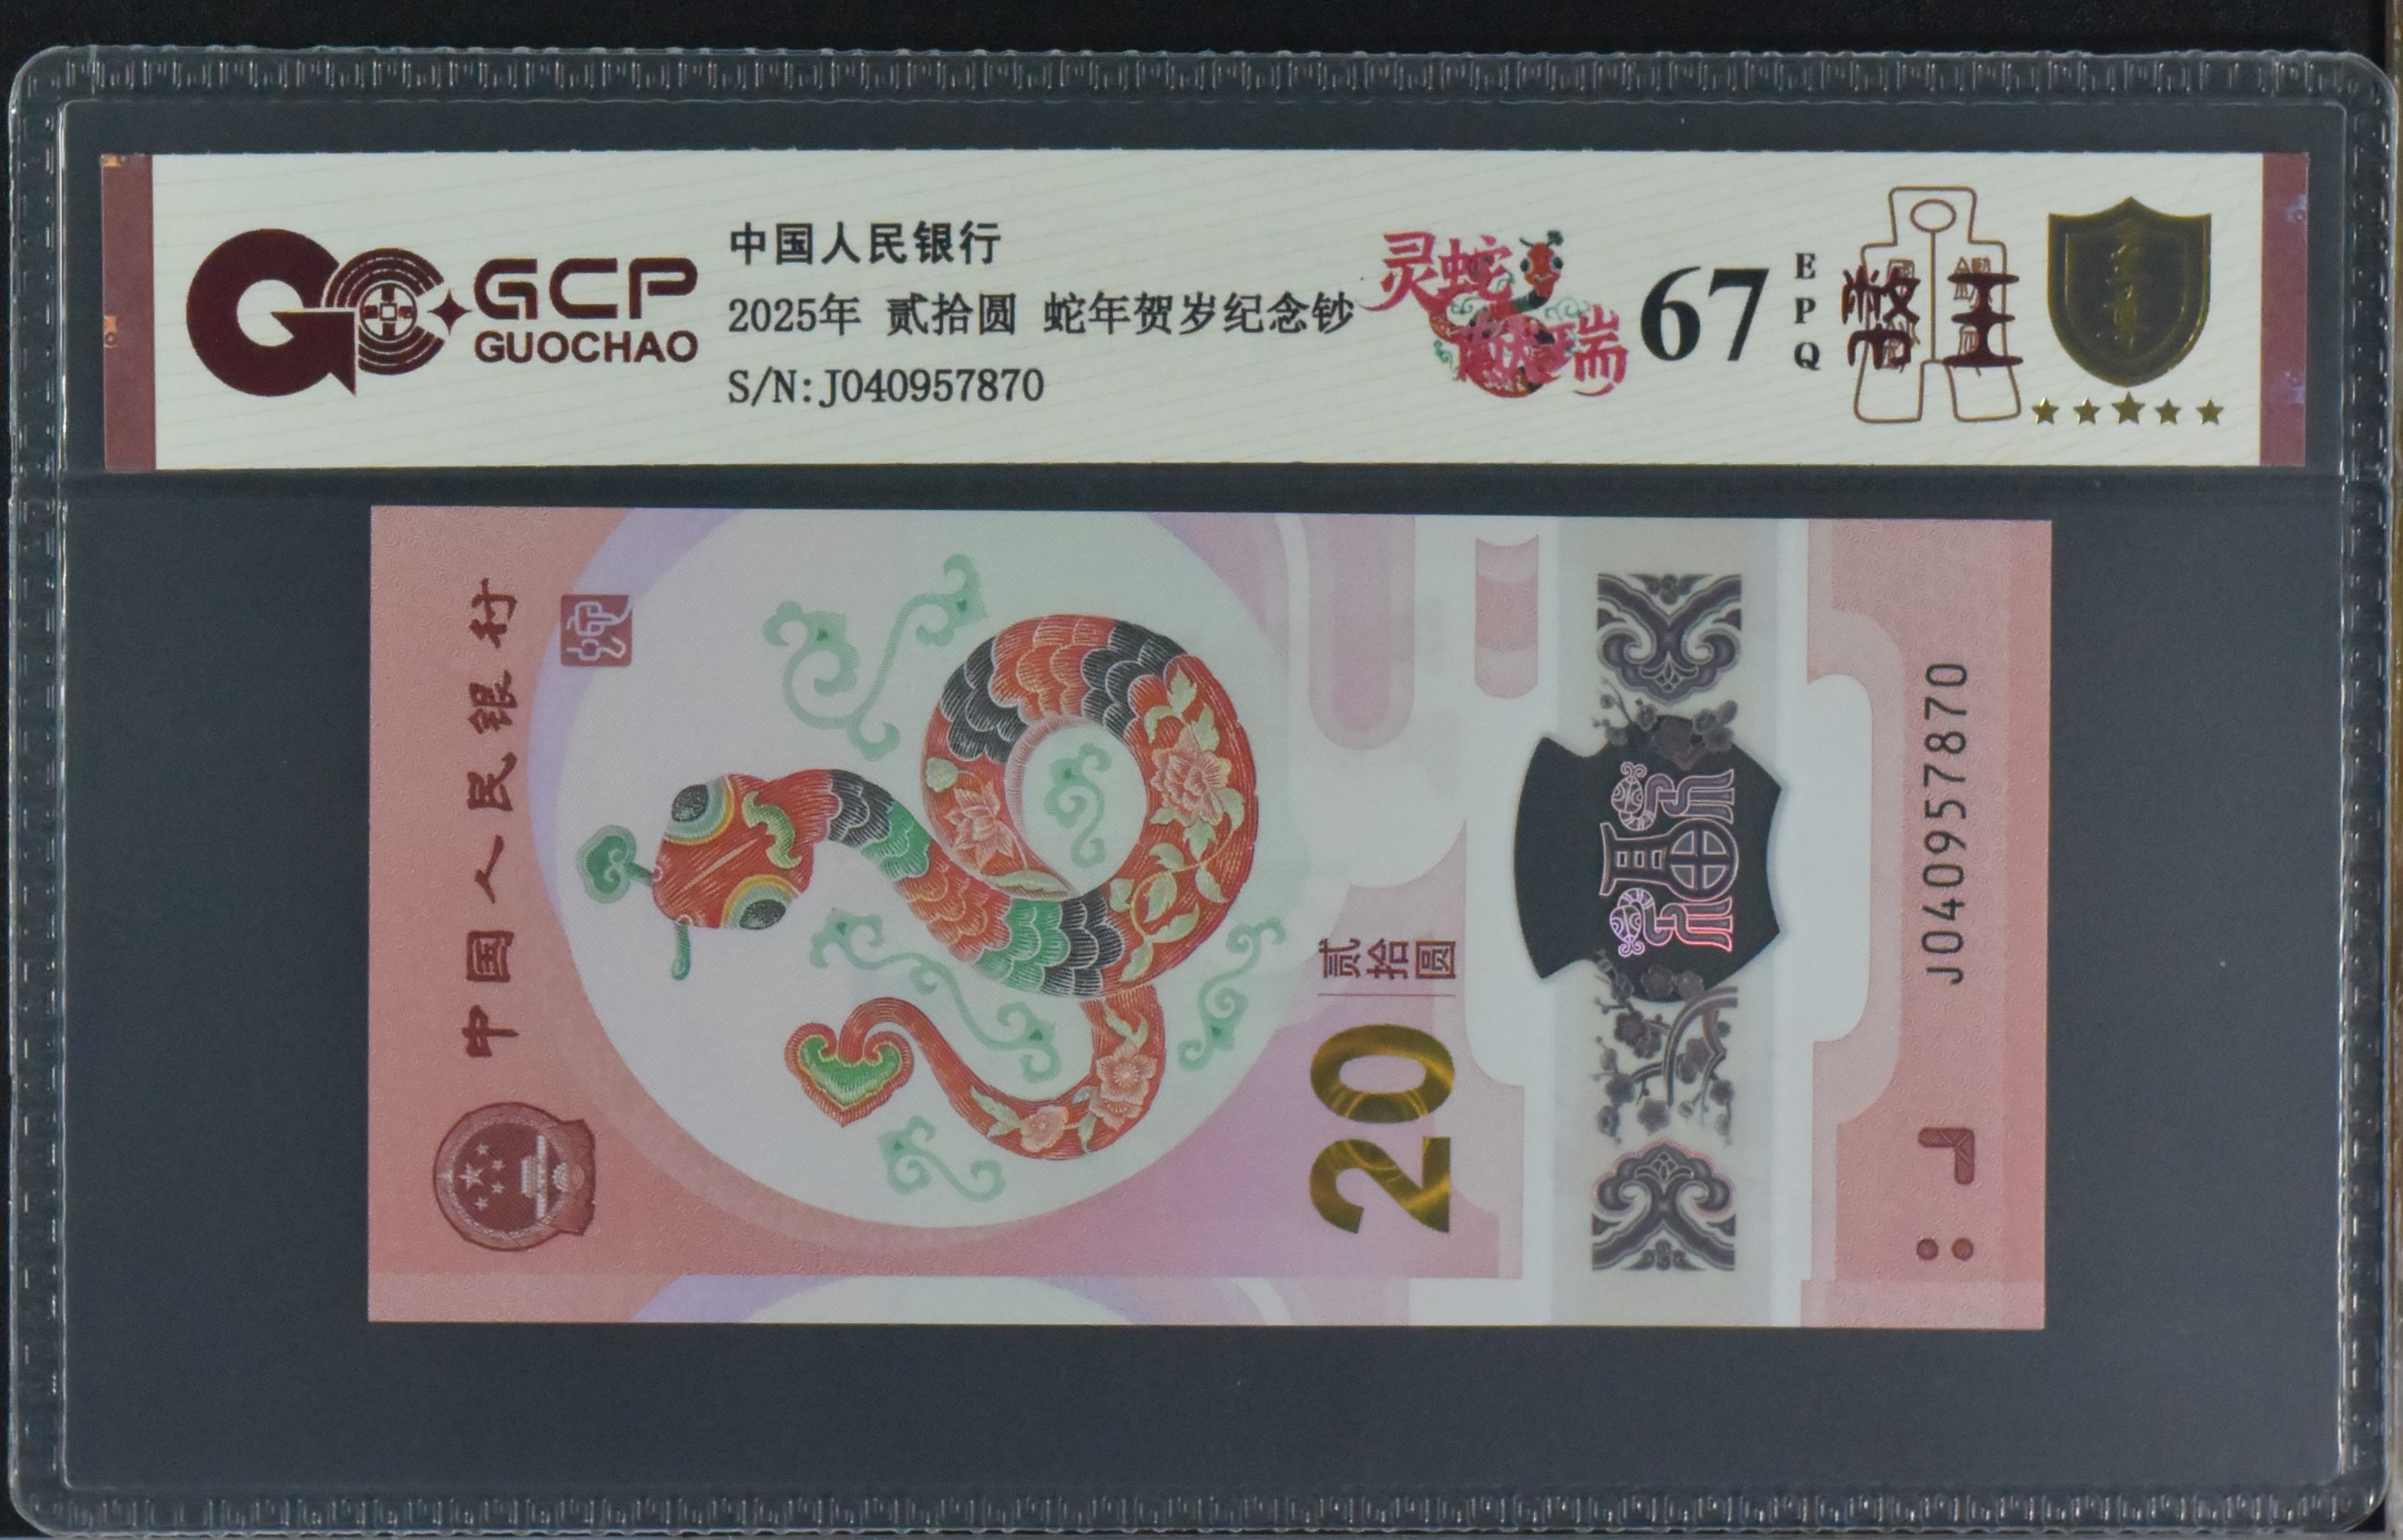 GCP
GUOCHAO
中国人民银行
2025年 贰拾圆 蛇年贺岁纪念钞
S/N:J040957870
灵蛇
瑞
67
EPQ
中国人民银行
贰拾圆
20
J040957870